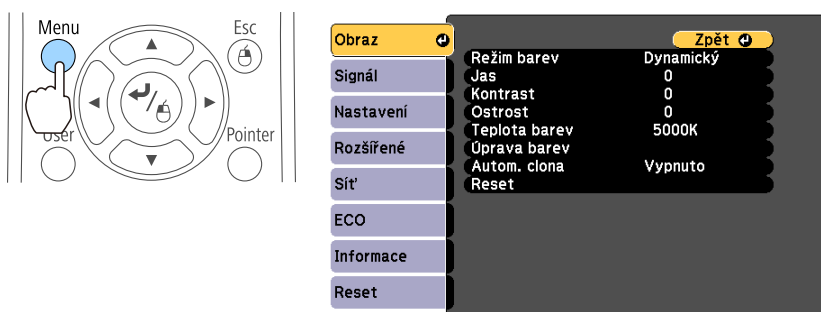 Menu
Esc
User
Pointer
Obraz
Signál
Nastavení
Rozšířené
Síť
ECO
Informace
Reset
Zpět
Režim barev Dynamický
Jas 0
Kontrast 0
Ostrost 0
Teplota barev 5000K
Úprava barev
Autom. clona Vypnuto
Reset